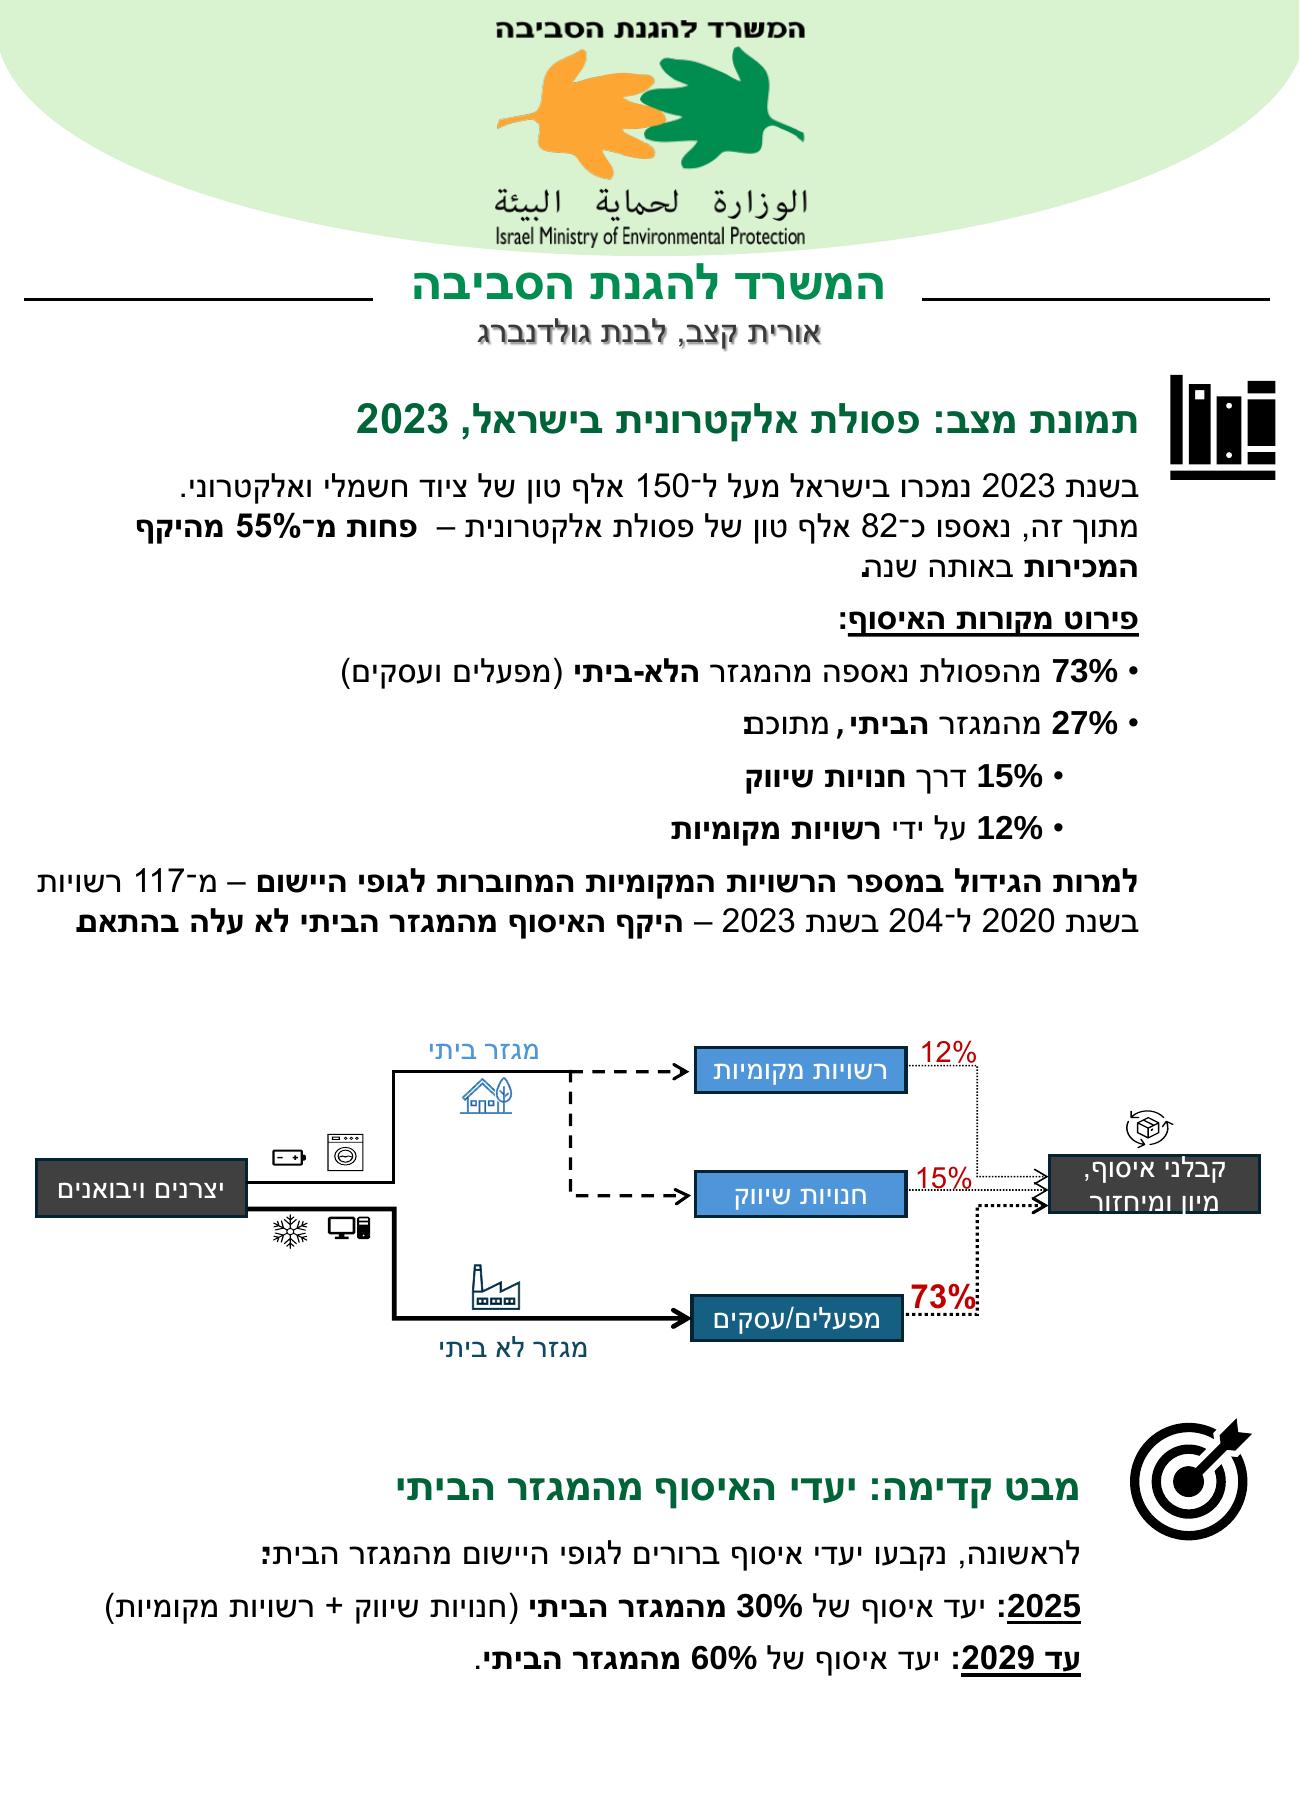 המשרד להגנת הסביבה
الوزارة لحماية البيئة
Israel Ministry of Environmental Protection
המשרד להגנת הסביבה
אורית קצב, לבנת גולדנברג
תמונת מצב: פסולת אלקטרונית בישראל, 2023
בשנת 2023 נמכרו בישראל מעל ל־150 אלף טון של ציוד חשמלי ואלקטרוני.
מתוך זה, נאספו כ־82 אלף טון של פסולת אלקטרונית – פחות מ־55% מהיקף
המכירות באותה שנה.
פירוט מקורות האיסוף:
• 73% מהפסולת נאספה מהמגזר הלא-ביתי (מפעלים ועסקים)
• 27% מהמגזר הביתי, מתוכם:
• 15% דרך חנויות שיווק
• 12% על ידי רשויות מקומיות
למרות הגידול במספר הרשויות המקומיות המחוברות לגופי היישום – מ־117 רשויות
בשנת 2020 ל־204 בשנת 2023 – היקף האיסוף מהמגזר הביתי לא עלה בהתאם.
מגזר ביתי
רשויות מקומיות
12%
יצרנים ויבואנים
חנויות שיווק
15%
קבלני איסוף,
מיון ומיחזור
מפעלים/עסקים
73%
מגזר לא ביתי
מבט קדימה: יעדי האיסוף מהמגזר הביתי
לראשונה, נקבעו יעדי איסוף ברורים לגופי היישום מהמגזר הביתי:
2025: יעד איסוף של 30% מהמגזר הביתי (חנויות שיווק + רשויות מקומיות)
עד 2029: יעד איסוף של 60% מהמגזר הביתי.